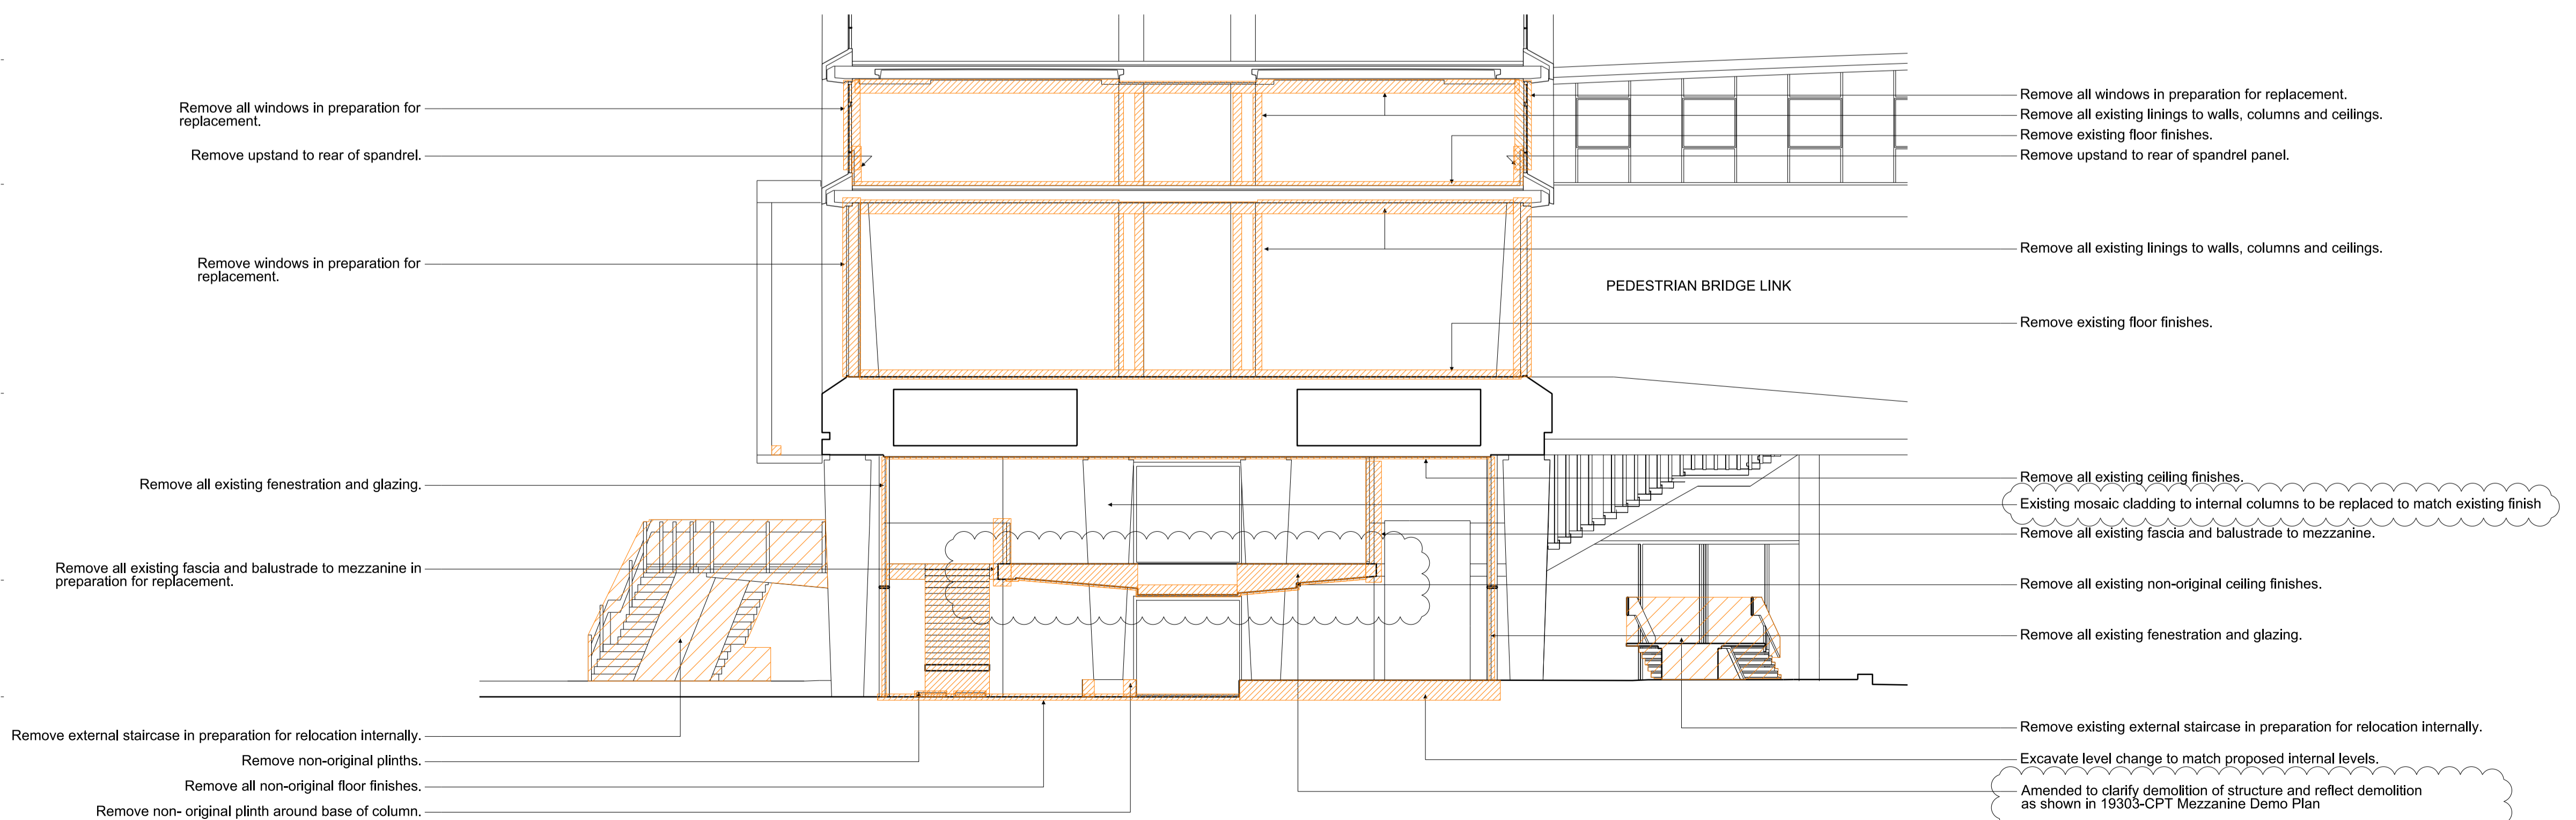 Remove all windows in preparation for
replacement.
Remove upstand to rear of spandrel.
Remove windows in preparation for
replacement.
Remove all existing fenestration and glazing.
Remove all existing fascia and balustrade to mezzanine in
preparation for replacement.
Remove external staircase in preparation for relocation internally.
Remove non-original plinths.
Remove all non-original floor finishes.
Remove non- original plinth around base of column.
PEDESTRIAN BRIDGE LINK
Remove all windows in preparation for replacement.
Remove all existing linings to walls, columns and ceilings.
Remove existing floor finishes.
Remove upstand to rear of spandrel panel.
Remove all existing linings to walls, columns and ceilings.
Remove existing floor finishes.
Remove all existing ceiling finishes.
Existing mosaic cladding to internal columns to be replaced to match existing finish
Remove all existing fascia and balustrade to mezzanine.
Remove all existing non-original ceiling finishes.
Remove all existing fenestration and glazing.
Remove existing external staircase in preparation for relocation internally.
Excavate level change to match proposed internal levels.
Amended to clarify demolition of structure and reflect demolition
as shown in 19303-CPT Mezzanine Demo Plan